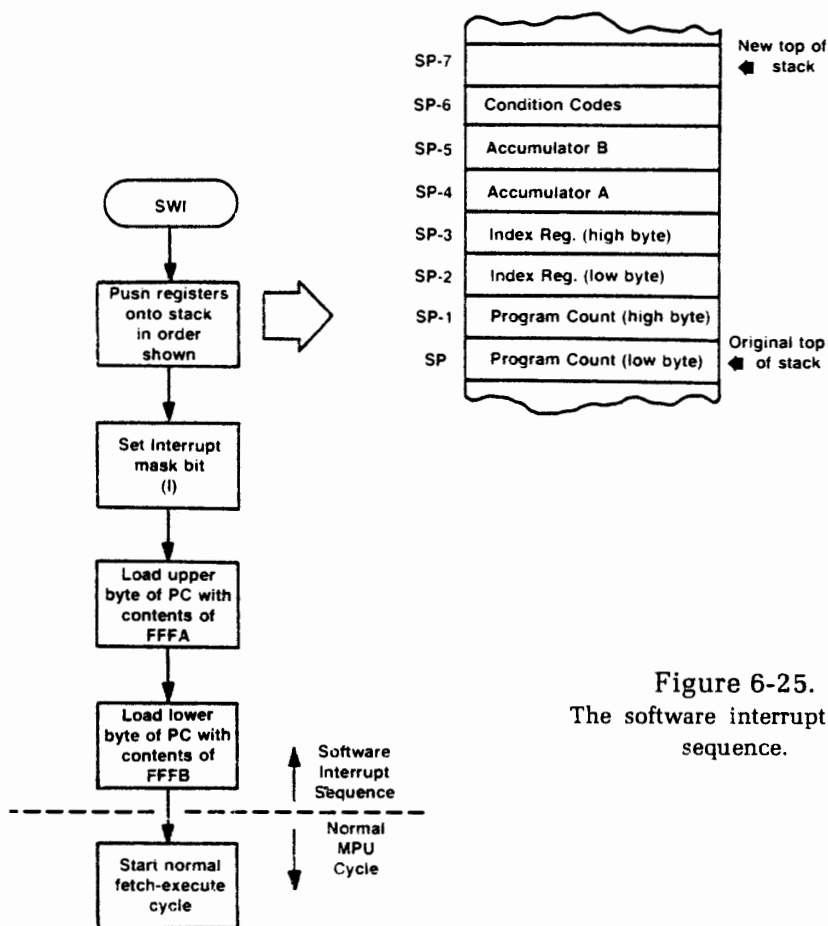 New top of
stack
SP-7
SP-6 Condition Codes
SP-5 Accumulator B
SP-4 Accumulator A
SP-3 Index Reg. (high byte)
SP-2 Index Reg. (low byte)
SP-1 Program Count (high byte)
SP Program Count (low byte)
Original top
of stack
SWI
Push registers
onto stack
in order
shown
Set Interrupt
mask bit
(I)
Load upper
byte of PC with
contents of
FFFA
Load lower
byte of PC with
contents of
FFFB
Software
Interrupt
Sequence
Normal
MPU
Cycle
Start normal
fetch-execute
cycle
Figure 6-25.
The software interrupt
sequence.